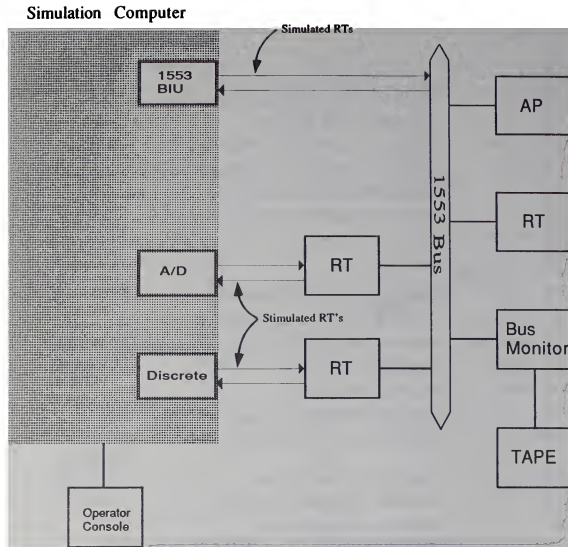 Simulation Computer
Simulated RTs
1553
BIU
AP
1553 Bus
RT
A/D
RT
Stimulated RT's
Bus
Monitor
Discrete
RT
TAPE
Operator
Console